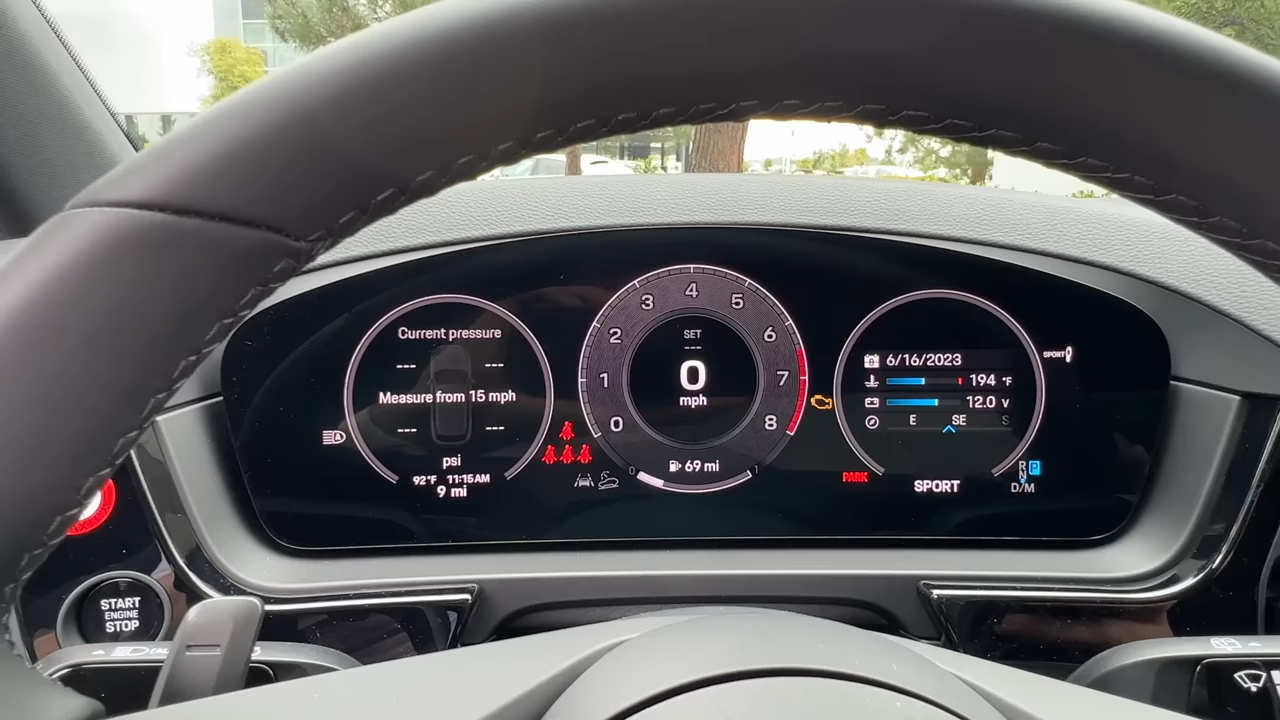 Current pressure
--- ---
Measure from 15 mph
--- ---
psi
92°F 11:15AM
9 mi
0 1 2 3 4 5 6 7 8
SET
---
0
mph
69 mi
0 1
6/16/2023
194 °F
12.0 V
E SE S
PARK
SPORT
SPORT
R
N
P
D/M
A
START
ENGINE
STOP